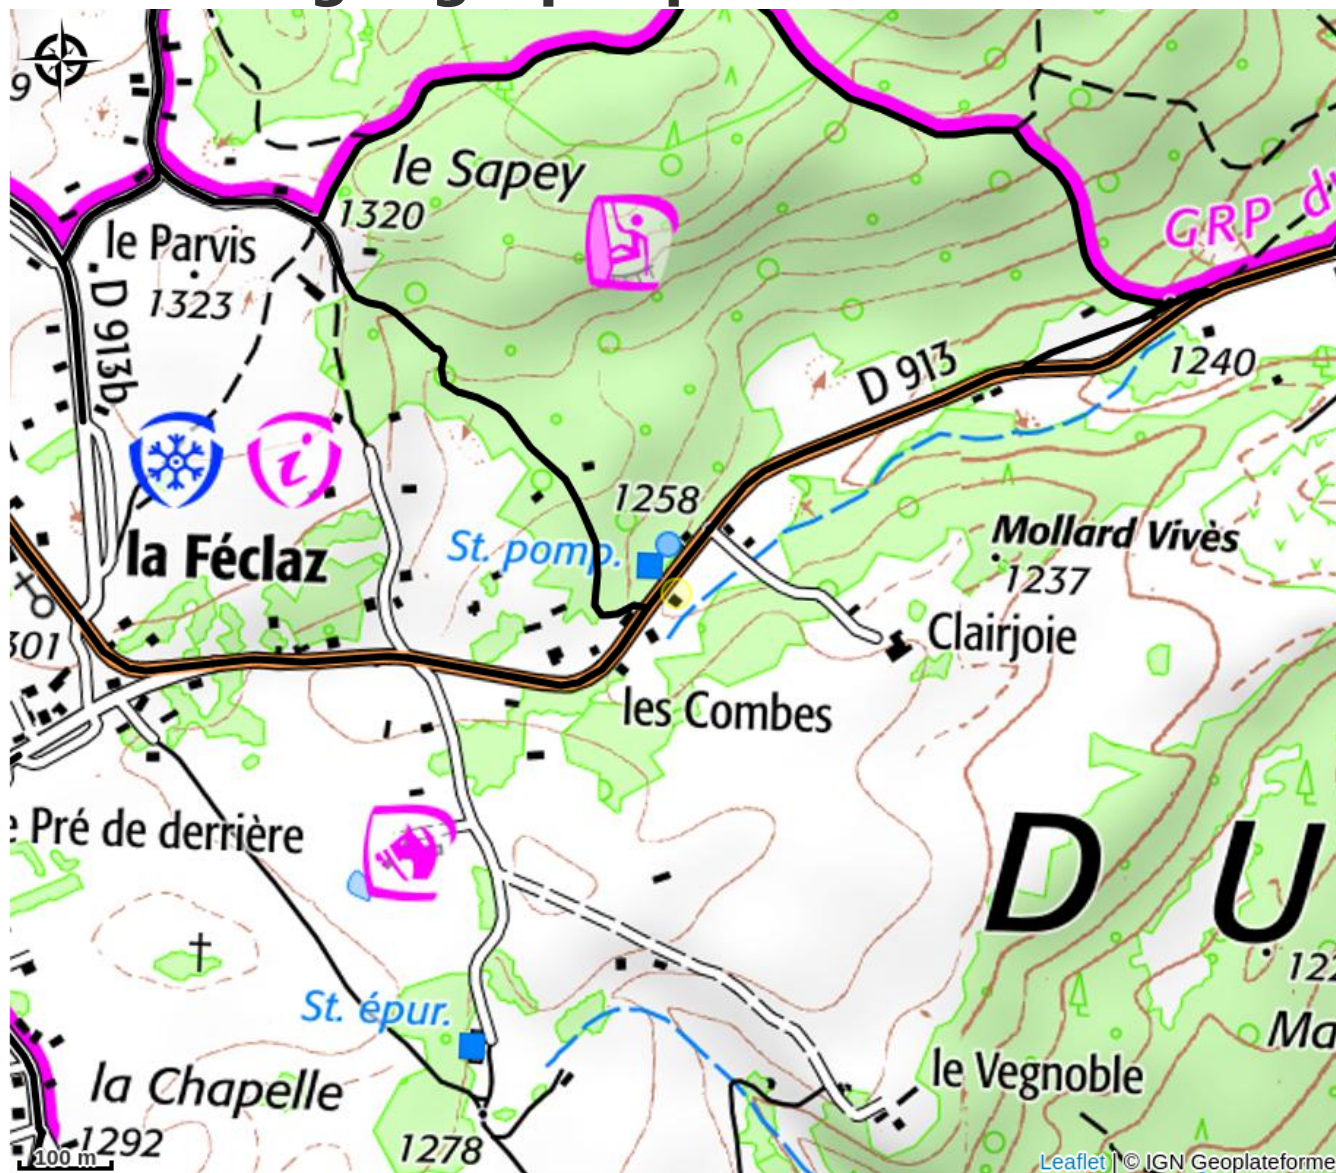 le Sapey
1320
GRP
le Parvis
1323
D 913b
D 913
1240
1258
St. pomp.
la Féclaz
Mollard Vivès
1237
Clairjoie
301
les Combes
Pré de derrière
D U
St. épur.
la Chapelle
le Vegnoble
1292
1278
100 m
Leaflet | © IGN Geoplateforme